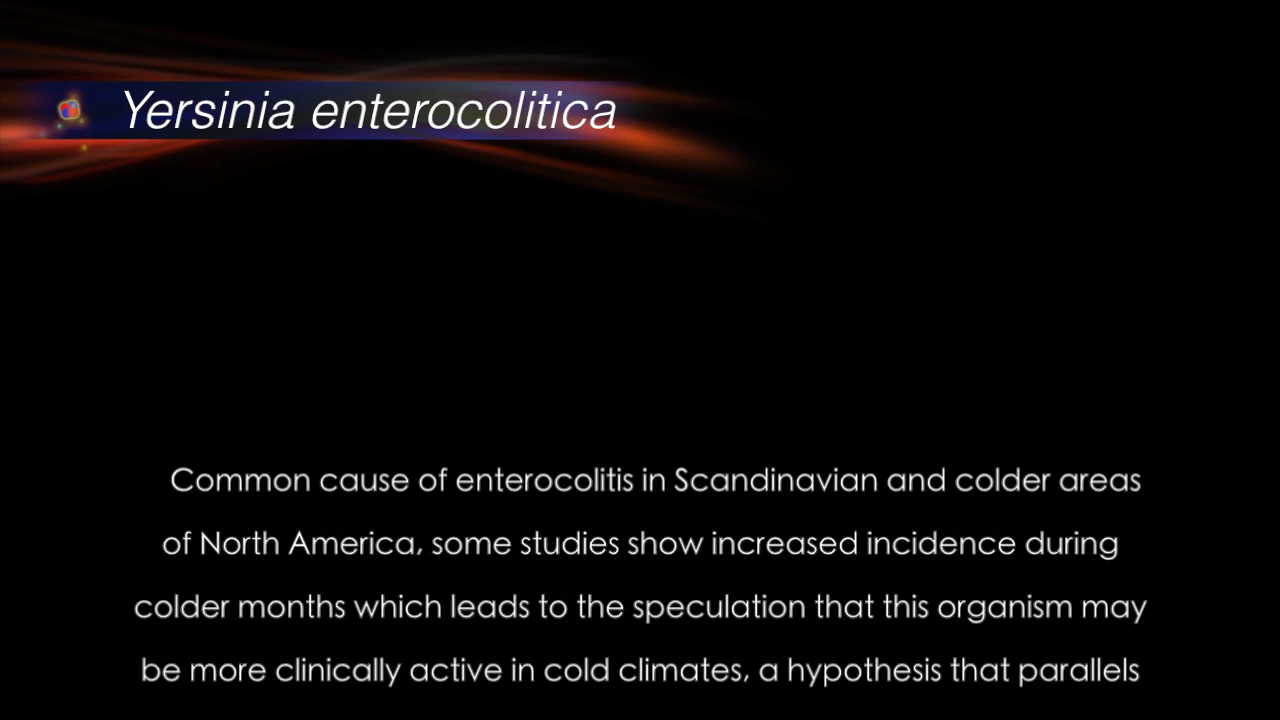 Yersinia enterocolitica
Common cause of enterocolitis in Scandinavian and colder areas
of North America, some studies show increased incidence during
colder months which leads to the speculation that this organism may
be more clinically active in cold climates, a hypothesis that parallels